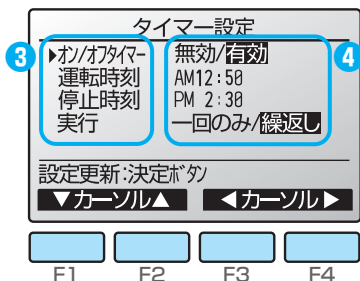 タイマー設定
3 ▶オン/オフタイマー 無効/有効 4
運転時刻 AM12:50
停止時刻 PM 2:30
実行 一回のみ/繰返し
設定更新:決定ボタン
▼カーソル▲ ◀カーソル▶
F1 F2 F3 F4